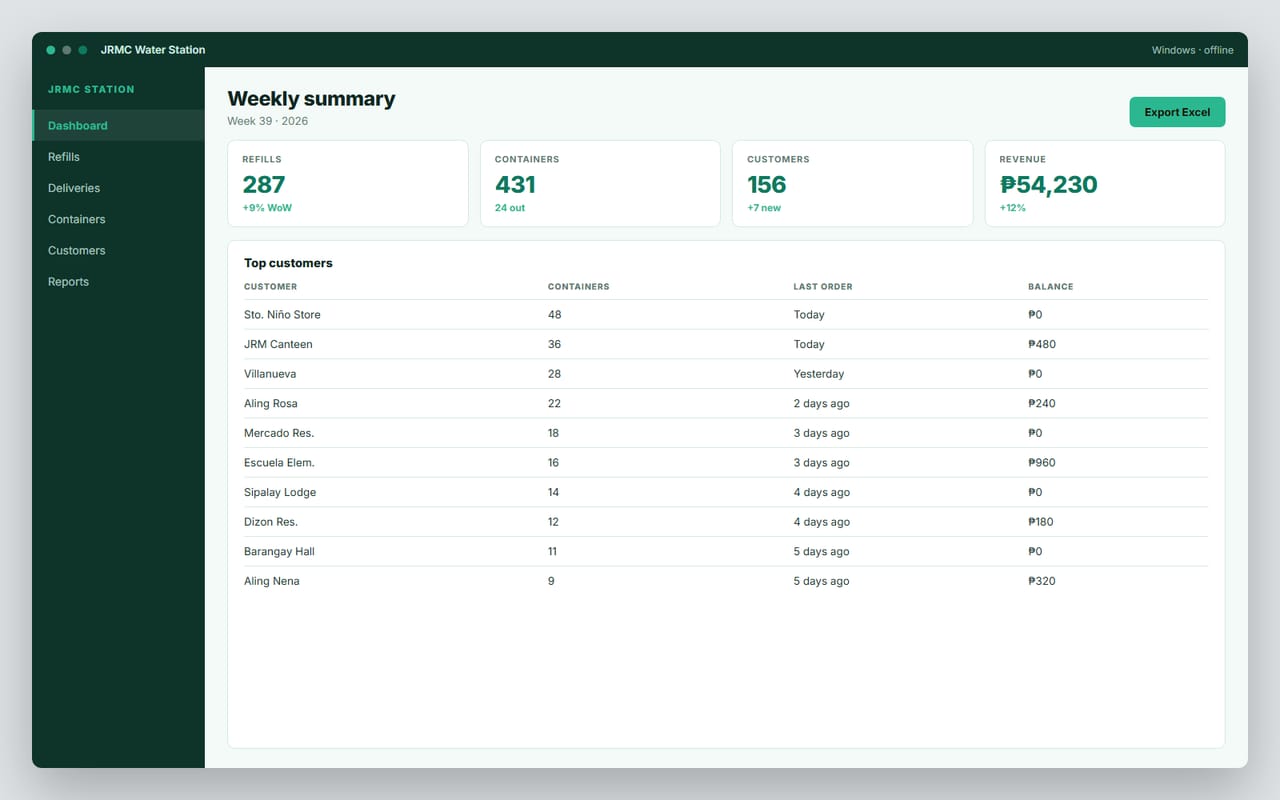 JRMC Water Station
Windows · offline
JRMC STATION
Dashboard
Refills
Deliveries
Containers
Customers
Reports
Weekly summary
Week 39 · 2026
Export Excel
REFILLS
287
+9% WoW
CONTAINERS
431
24 out
CUSTOMERS
156
+7 new
REVENUE
₱54,230
+12%
Top customers
CUSTOMER CONTAINERS LAST ORDER BALANCE
Sto. Niño Store 48 Today ₱0
JRM Canteen 36 Today ₱480
Villanueva 28 Yesterday ₱0
Aling Rosa 22 2 days ago ₱240
Mercado Res. 18 3 days ago ₱0
Escuela Elem. 16 3 days ago ₱960
Sipalay Lodge 14 4 days ago ₱0
Dizon Res. 12 4 days ago ₱180
Barangay Hall 11 5 days ago ₱0
Aling Nena 9 5 days ago ₱320